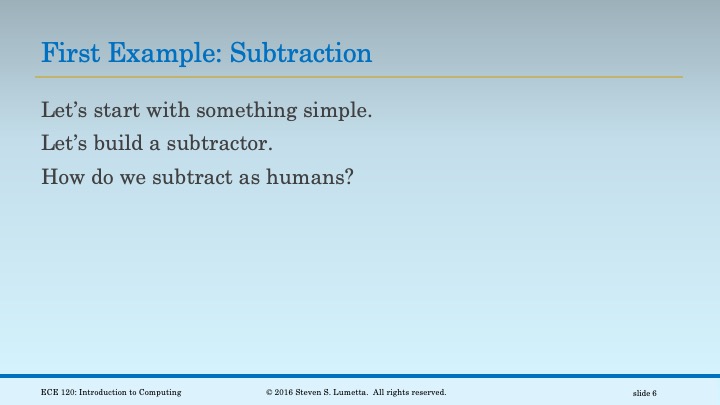 First Example: Subtraction
Let’s start with something simple.
Let’s build a subtractor.
How do we subtract as humans?
ECE 120: Introduction to Computing
© 2016 Steven S. Lumetta.  All rights reserved.
slide 6